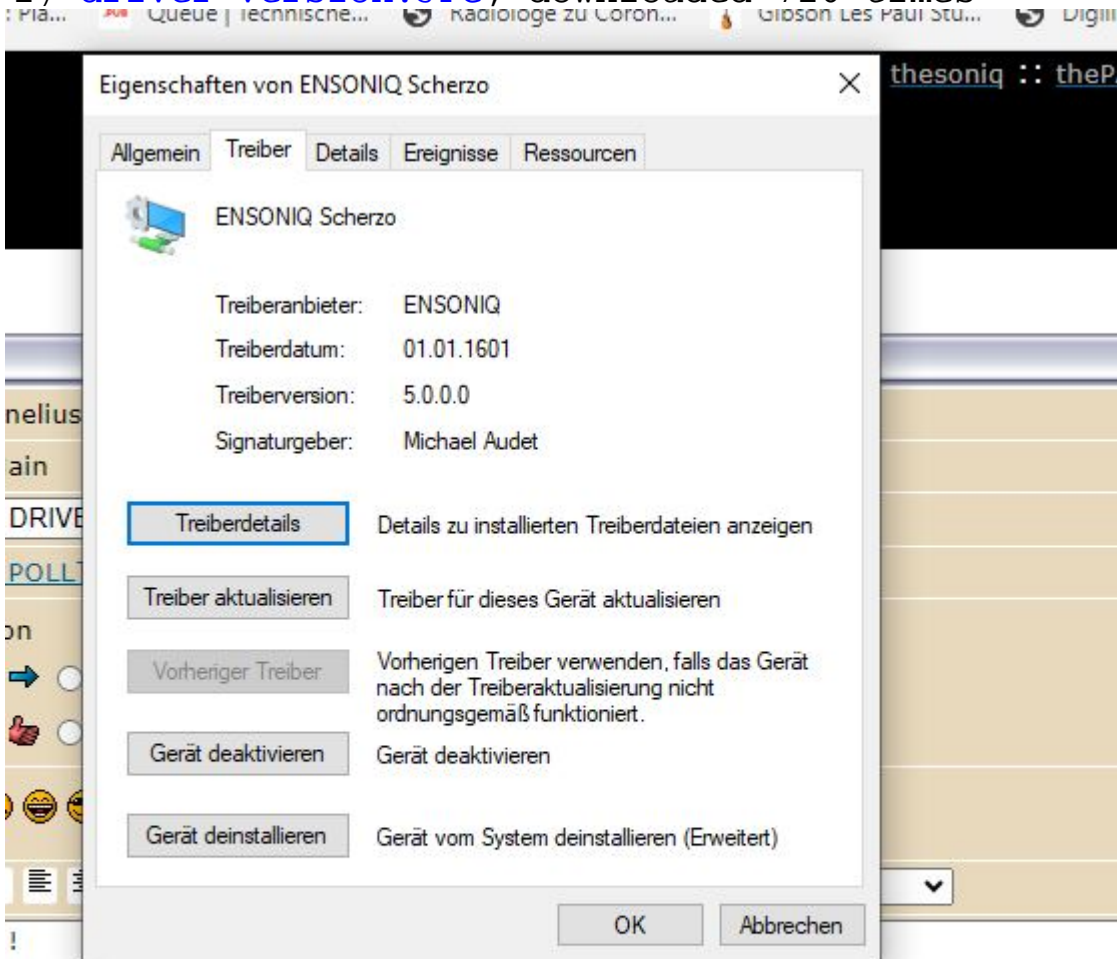 : Pla... Queue | Technische... Radiologe zu Coron... Gibson Les Paul Stu...
Eigenschaften von ENSONIQ Scherzo
thesoniq :: theP
Allgemein Treiber Details Ereignisse Ressourcen
ENSONIQ Scherzo
Treiberanbieter: ENSONIQ
Treiberdatum: 01.01.1601
Treiberversion: 5.0.0.0
nelius
Signaturgeber: Michael Audet
ain
DRIVE
Treiberdetails Details zu installierten Treiberdateien anzeigen
POLL
Treiber aktualisieren Treiber für dieses Gerät aktualisieren
on
Vorheriger Treiber Vorherigen Treiber verwenden, falls das Gerät
nach der Treiberaktualisierung nicht
ordnungsgemäß funktioniert.
Gerät deaktivieren Gerät deaktivieren
Gerät deinstallieren Gerät vom System deinstallieren (Erweitert)
OK Abbrechen
!